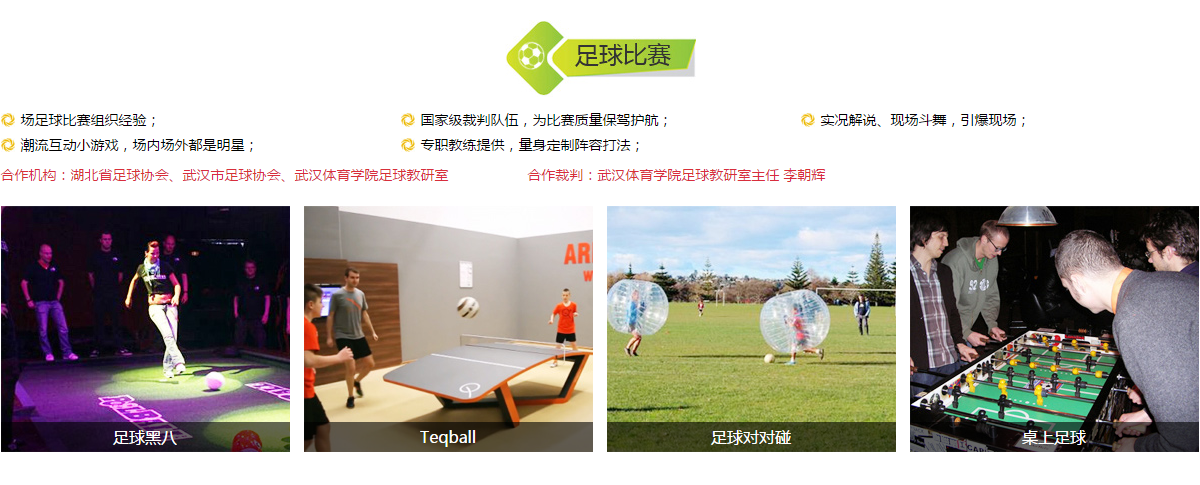 足球比赛
场足球比赛组织经验；
国家级裁判队伍，为比赛质量保驾护航；
实况解说、现场斗舞，引爆现场；
潮流互动小游戏，场内场外都是明星；
专职教练提供，量身定制阵容打法；
合作机构：湖北省足球协会、武汉市足球协会、武汉体育学院足球教研室
合作裁判：武汉体育学院足球教研室主任 李朝辉
AR
W
92
足球黑八
Teqball
足球对对碰
桌上足球